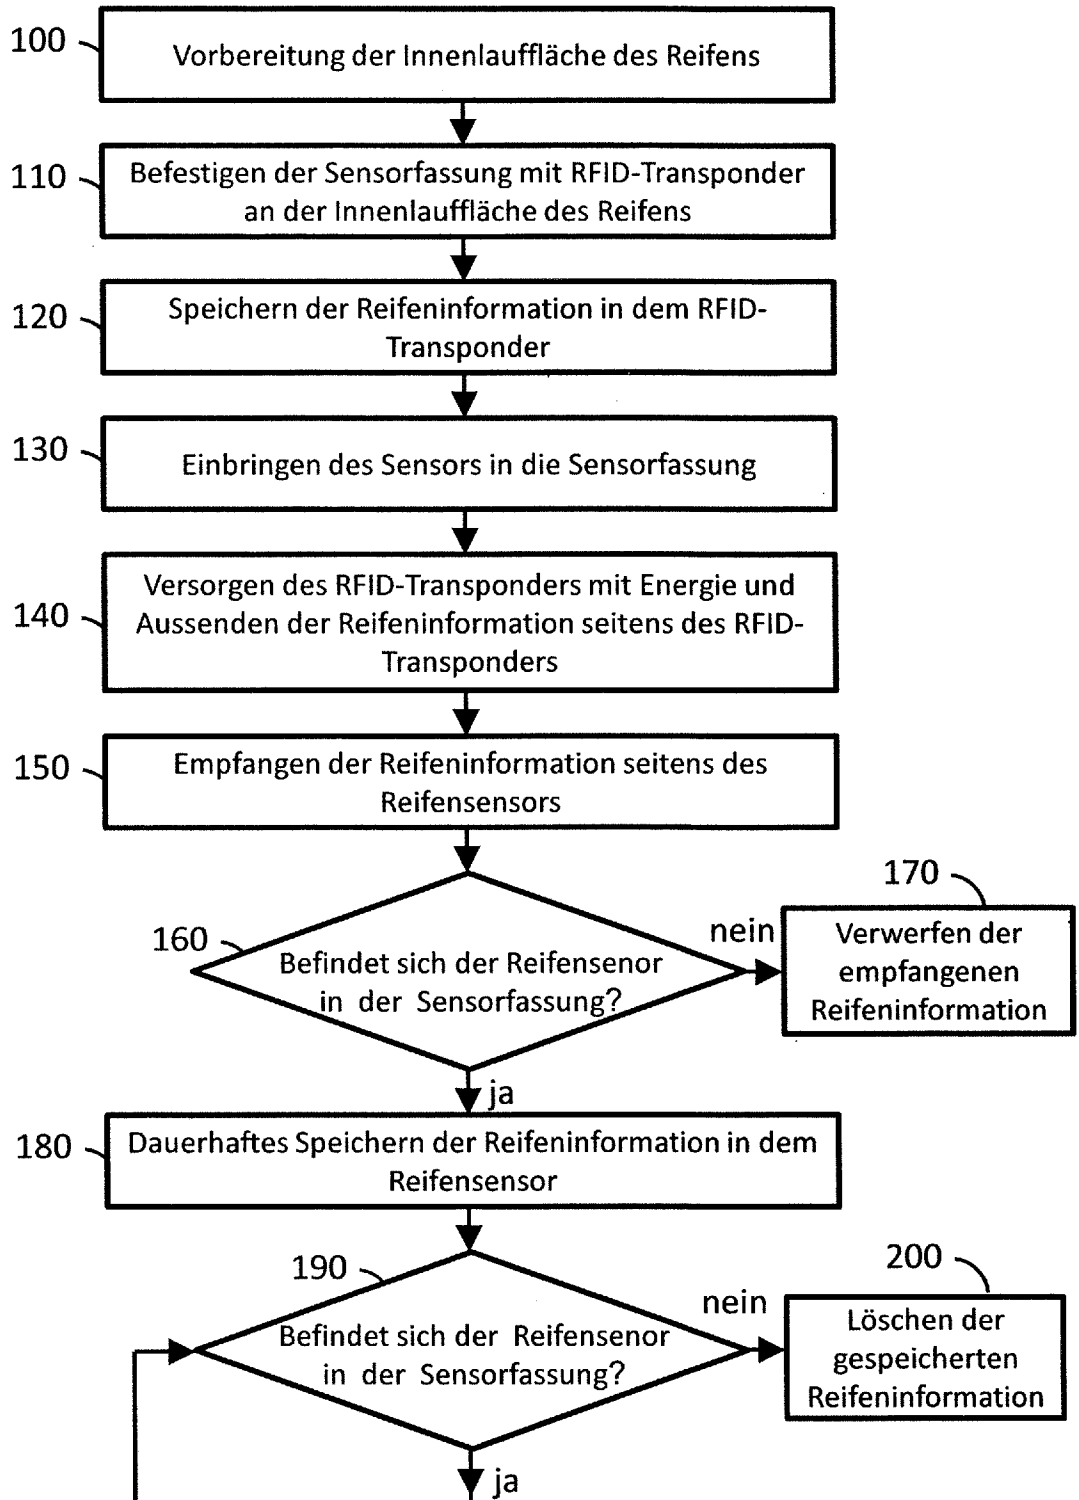 100
Vorbereitung der Innenlauffläche des Reifens
110
Befestigen der Sensorfassung mit RFID-Transponder
an der Innenlauffläche des Reifens
120
Speichern der Reifeninformation in dem RFID-
Transponder
130
Einbringen des Sensors in die Sensorfassung
140
Versorgen des RFID-Transponders mit Energie und
Aussenden der Reifeninformation seitens des RFID-
Transponders
150
Empfangen der Reifeninformation seitens des
Reifensensors
160
Befindet sich der Reifensenor
in der Sensorfassung?
nein
170
Verwerfen der
empfangenen
Reifeninformation
ja
180
Dauerhaftes Speichern der Reifeninformation in dem
Reifensensor
190
Befindet sich der Reifensenor
in der Sensorfassung?
nein
200
Löschen der
gespeicherten
Reifeninformation
ja